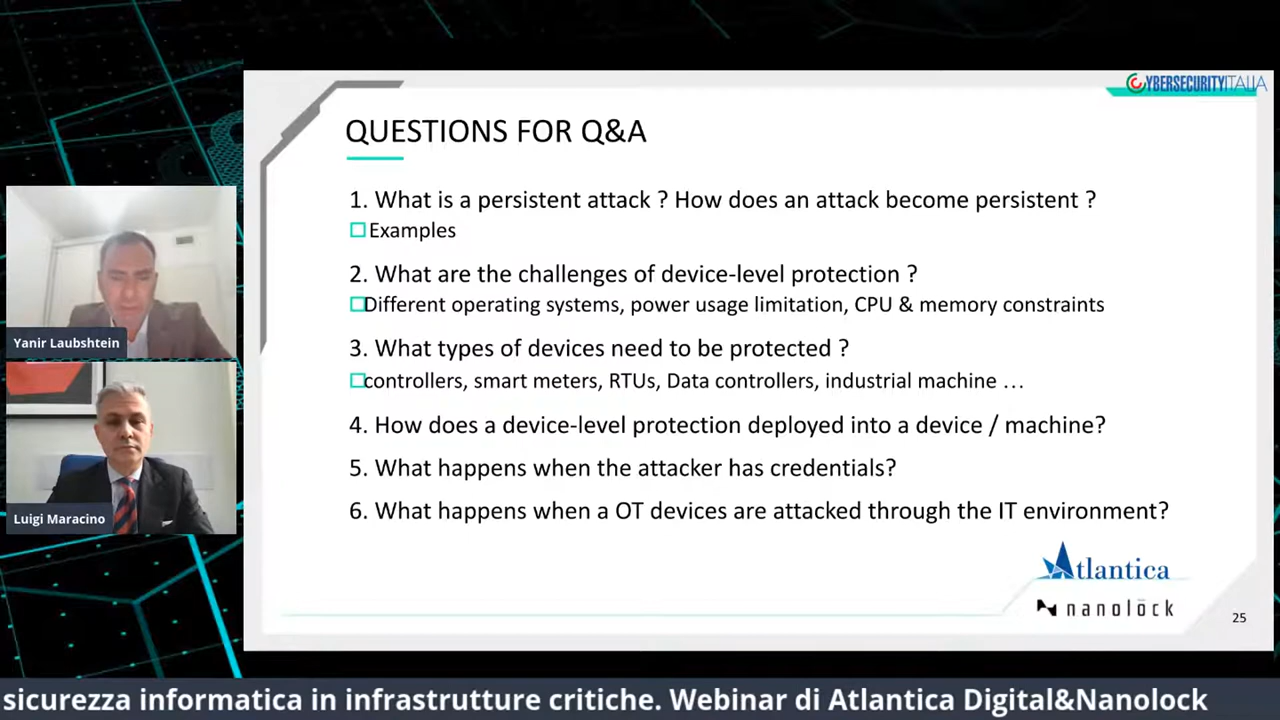 CYBERSECURITYITALIA
QUESTIONS FOR Q&A
1. What is a persistent attack ? How does an attack become persistent ?
Examples
2. What are the challenges of device-level protection ?
Different operating systems, power usage limitation, CPU & memory constraints
3. What types of devices need to be protected ?
controllers, smart meters, RTUs, Data controllers, industrial machine ...
4. How does a device-level protection deployed into a device / machine?
5. What happens when the attacker has credentials?
6. What happens when a OT devices are attacked through the IT environment?
Yanir Laubshtein
Luigi Maracino
Atlantica
nanolōck
25
sicurezza informatica in infrastrutture critiche. Webinar di Atlantica Digital&Nanolock